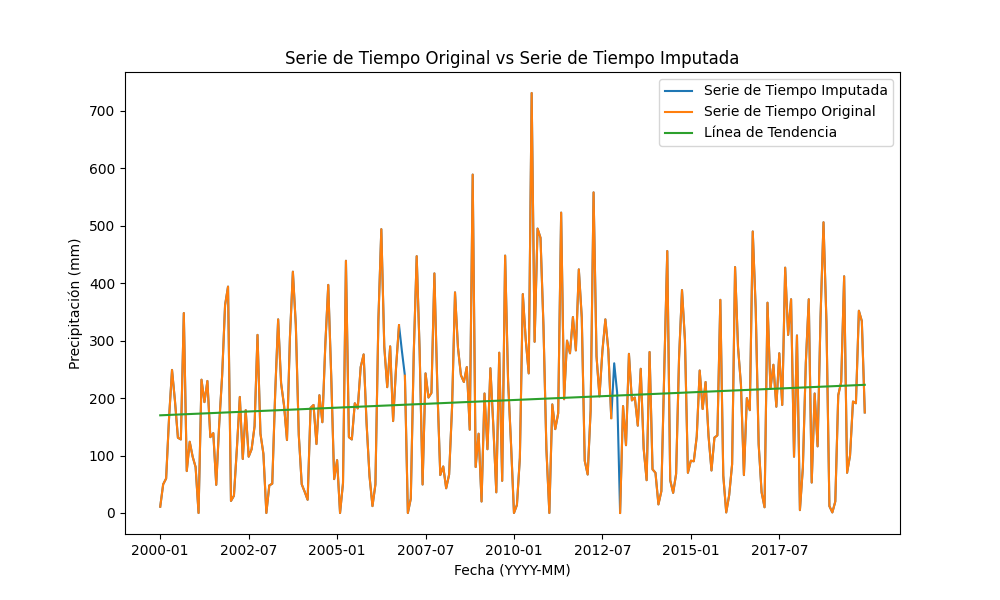 Serie de Tiempo Original vs Serie de Tiempo Imputada
Serie de Tiempo Imputada
Serie de Tiempo Original
Línea de Tendencia
Precipitación (mm)
700
600
500
400
300
200
100
0
2000-01 2002-07 2005-01 2007-07 2010-01 2012-07 2015-01 2017-07
Fecha (YYYY-MM)